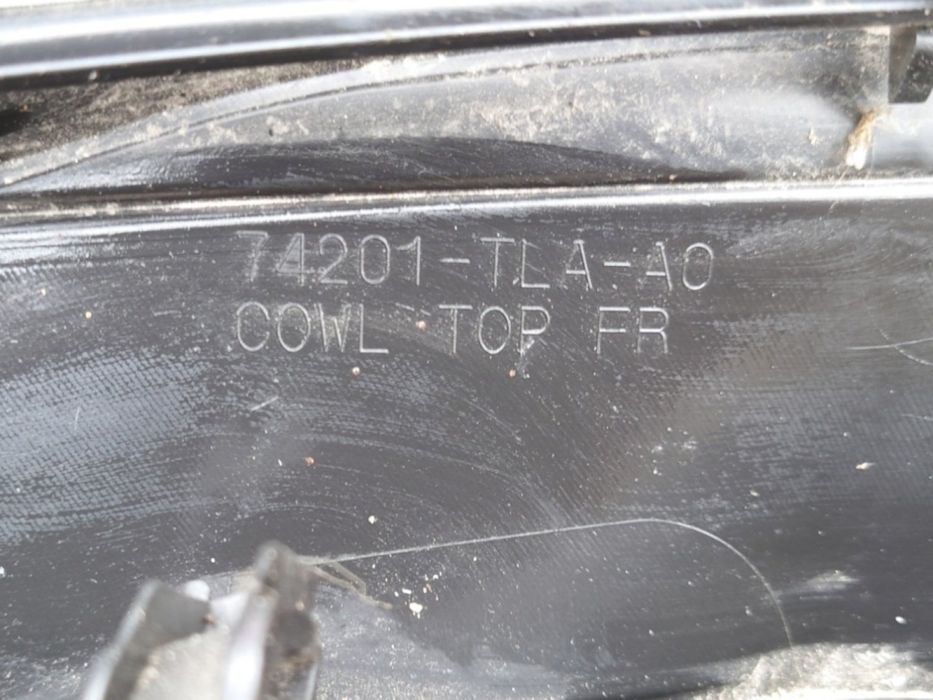 74201-TLA-A0
COWL TOP FR